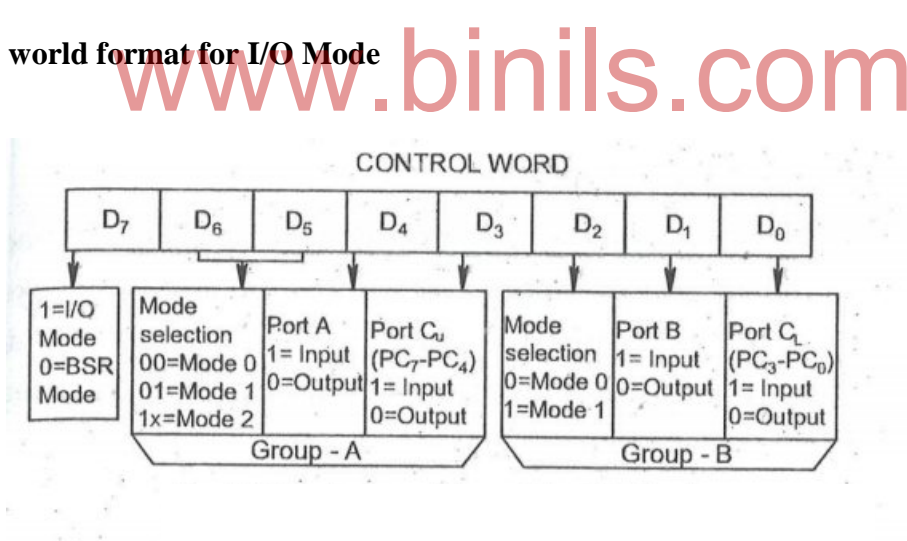 world format for I/O Mode
www.binils.com
CONTROL WORD
D7 D6 D5 D4 D3 D2 D1 D0
1=I/O
Mode
0=BSR
Mode
Mode
selection
00=Mode 0
01=Mode 1
1x=Mode 2
Port A
1= Input
0=Output
Port Cu
(PC7-PC4)
1= Input
0=Output
Mode
selection
0=Mode 0
1=Mode 1
Port B
1= Input
0=Output
Port CL
(PC3-PC0)
1= Input
0=Output
Group - A
Group - B